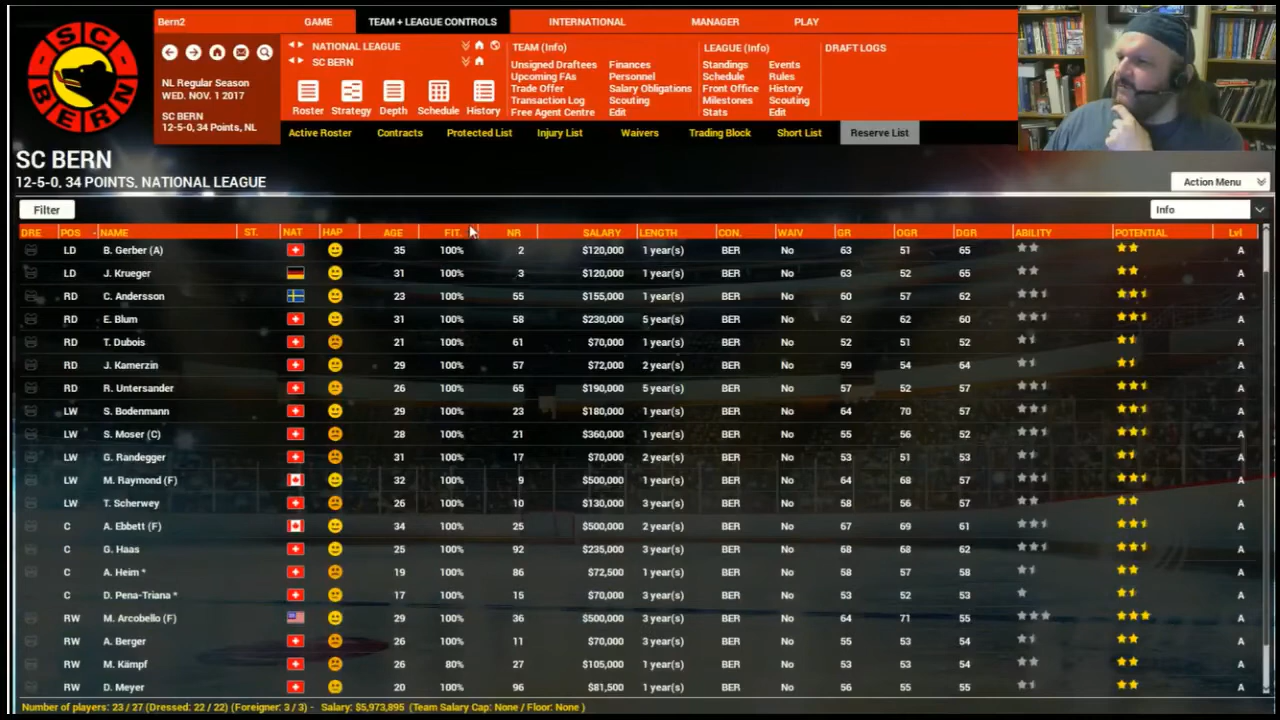 SC
BERN
Bern2
GAME
TEAM + LEAGUE CONTROLS
INTERNATIONAL
MANAGER
PLAY
NL Regular Season
WED. NOV. 1 2017
SC BERN
12-5-0, 34 Points, NL
NATIONAL LEAGUE
SC BERN
Roster Strategy Depth Schedule History
TEAM (Info)
Unsigned Draftees Finances
Upcoming FAs Personnel
Trade Offer Salary Obligations
Transaction Log Scouting
Free Agent Centre Edit
LEAGUE (Info)
Standings Events
Schedule Rules
Front Office History
Milestones Scouting
Stats Edit
DRAFT LOGS
Active Roster Contracts Protected List Injury List Waivers Trading Block Short List Reserve List
SC BERN
12-5-0, 34 POINTS, NATIONAL LEAGUE
Action Menu
Filter
Info
DRE POS NAME ST. NAT HAP AGE FIT. NR SALARY LENGTH CON. WAIV GR OGR DGR ABILITY POTENTIAL Lvl
LD B. Gerber (A) 35 100% 2 $120,000 1 year(s) BER No 63 51 65 A
LD J. Krueger 31 100% 3 $120,000 1 year(s) BER No 63 52 65 A
RD C. Andersson 23 100% 55 $155,000 1 year(s) BER No 60 57 62 A
RD E. Blum 31 100% 58 $230,000 5 year(s) BER No 62 62 60 A
RD T. Dubois 21 100% 61 $70,000 1 year(s) BER No 52 51 52 A
RD J. Kamerzin 29 100% 57 $72,000 2 year(s) BER No 59 54 64 A
RD R. Untersander 26 100% 65 $190,000 5 year(s) BER No 57 52 57 A
LW S. Bodenmann 29 100% 23 $180,000 1 year(s) BER No 64 70 57 A
LW S. Moser (C) 28 100% 21 $360,000 1 year(s) BER No 55 56 52 A
LW G. Randegger 31 100% 17 $70,000 2 year(s) BER No 53 51 53 A
LW M. Raymond (F) 32 100% 9 $500,000 1 year(s) BER No 64 68 57 A
LW T. Scherwey 26 100% 10 $130,000 3 year(s) BER No 58 56 58 A
C A. Ebbett (F) 34 100% 25 $500,000 2 year(s) BER No 67 69 61 A
C G. Haas 25 100% 92 $235,000 3 year(s) BER No 68 68 62 A
C A. Heim * 19 100% 86 $72,500 1 year(s) BER No 58 57 58 A
C D. Pena-Triana * 17 100% 15 $70,000 3 year(s) BER No 53 52 53 A
RW M. Arcobello (F) 29 100% 36 $500,000 3 year(s) BER No 64 71 55 A
RW A. Berger 26 100% 11 $70,000 3 year(s) BER No 55 53 54 A
RW M. Kämpf 26 80% 27 $105,000 1 year(s) BER No 53 53 54 A
RW D. Meyer 20 100% 96 $81,500 1 year(s) BER No 56 55 55 A
Number of players: 23 / 27 (Dressed: 22 / 22) (Foreigner: 3 / 3) - Salary: $5,973,895 (Team Salary Cap: None / Floor: None )